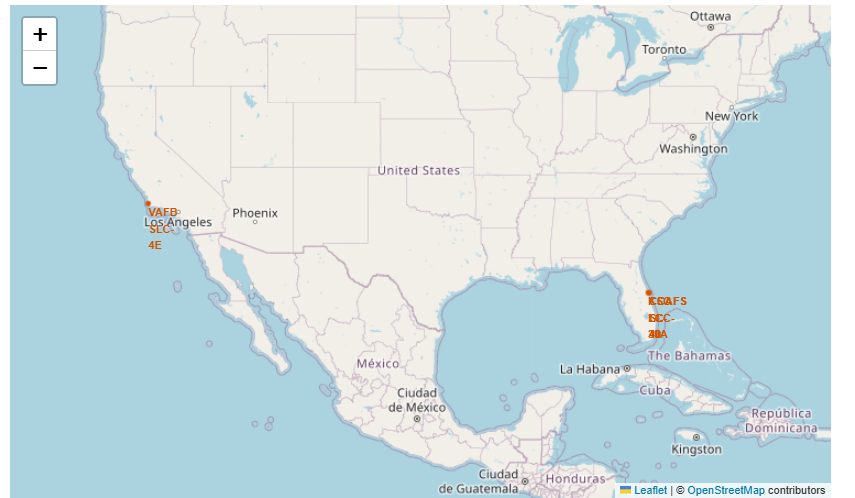 +
−
Ottawa
Toronto
New York
Washington
United States
VAFB
SLC-
4E
Los Angeles
Phoenix
The Bahamas
México
La Habana
Cuba
Ciudad
de México
República
Dominicana
Kingston
Ciudad
de Guatemala
Honduras
Leaflet | © OpenStreetMap contributors